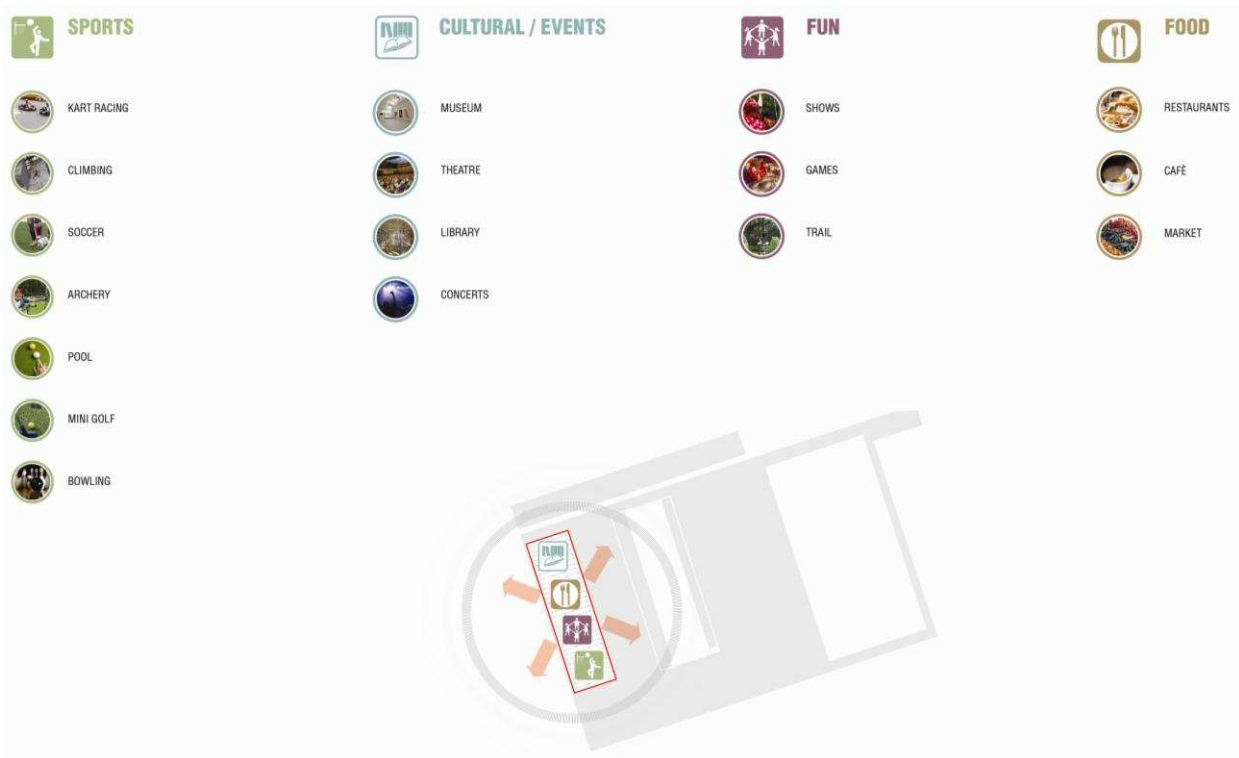 SPORTS
KART RACING
CLIMBING
SOCCER
ARCHERY
POOL
MINI GOLF
BOWLING
CULTURAL / EVENTS
MUSEUM
THEATRE
LIBRARY
CONCERTS
FUN
SHOWS
GAMES
TRAIL
FOOD
RESTAURANTS
CAFÈ
MARKET